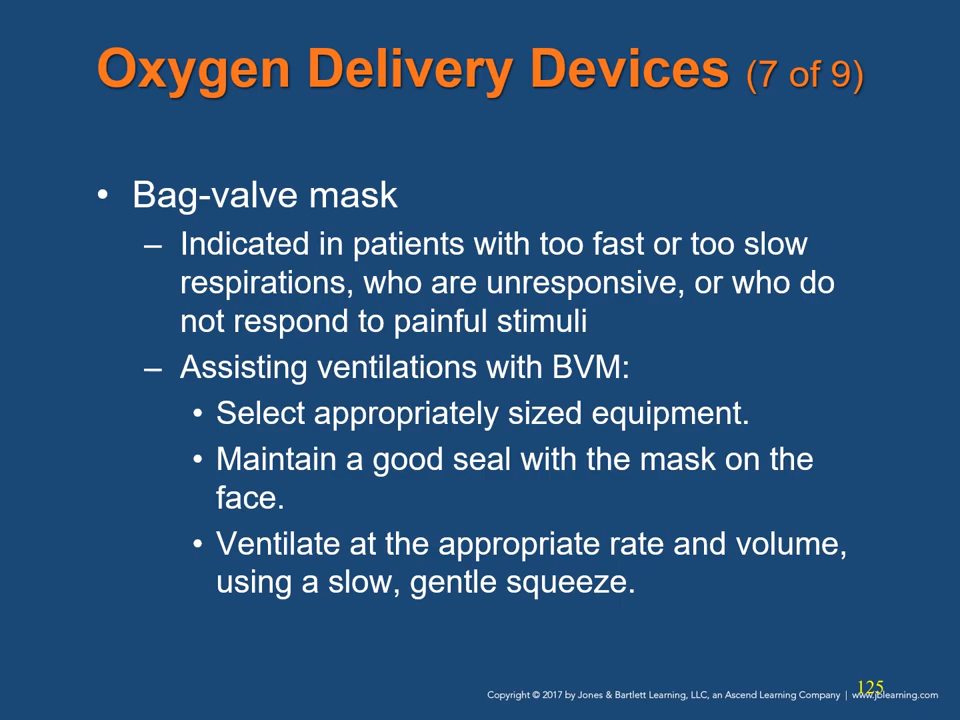 Oxygen Delivery Devices (7 of 9)
• Bag-valve mask
– Indicated in patients with too fast or too slow
respirations, who are unresponsive, or who do
not respond to painful stimuli
– Assisting ventilations with BVM:
• Select appropriately sized equipment.
• Maintain a good seal with the mask on the
face.
• Ventilate at the appropriate rate and volume,
using a slow, gentle squeeze.
125
Copyright © 2017 by Jones & Bartlett Learning, LLC, an Ascend Learning Company | www.jblearning.com